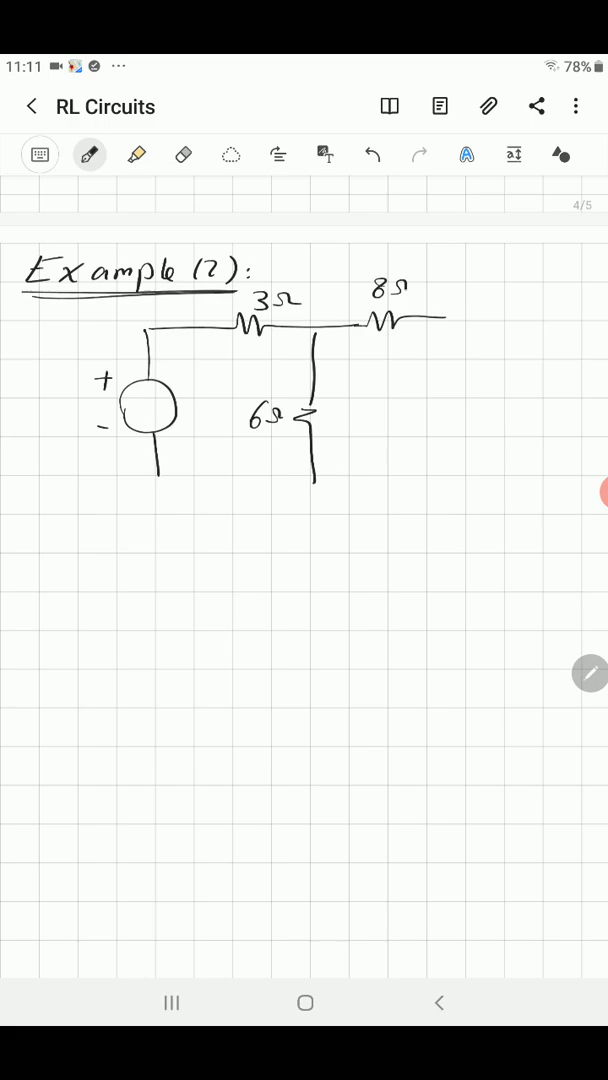 11:11 ... 78%
RL Circuits
4/5
Example (2):
3Ω
8Ω
+
6Ω
-